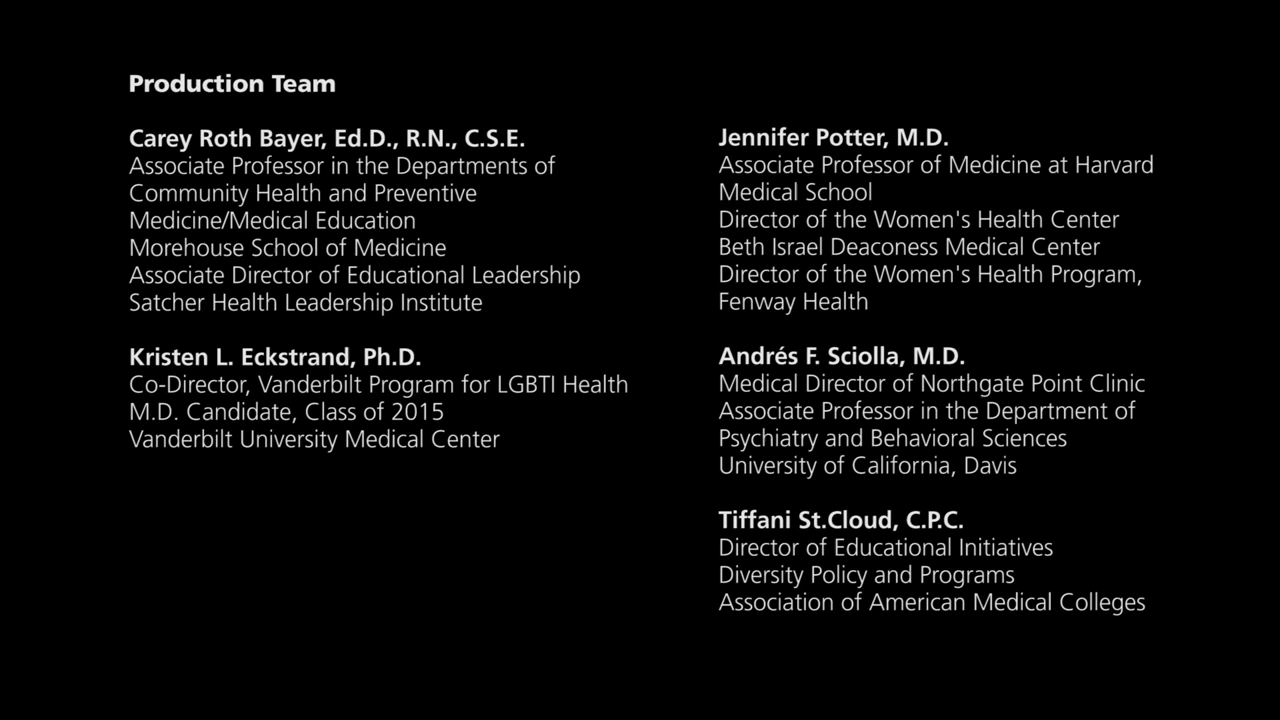 Production Team
Carey Roth Bayer, Ed.D., R.N., C.S.E.
Associate Professor in the Departments of
Community Health and Preventive
Medicine/Medical Education
Morehouse School of Medicine
Associate Director of Educational Leadership
Satcher Health Leadership Institute
Kristen L. Eckstrand, Ph.D.
Co-Director, Vanderbilt Program for LGBTI Health
M.D. Candidate, Class of 2015
Vanderbilt University Medical Center
Jennifer Potter, M.D.
Associate Professor of Medicine at Harvard
Medical School
Director of the Women's Health Center
Beth Israel Deaconess Medical Center
Director of the Women's Health Program,
Fenway Health
Andrés F. Sciolla, M.D.
Medical Director of Northgate Point Clinic
Associate Professor in the Department of
Psychiatry and Behavioral Sciences
University of California, Davis
Tiffani St.Cloud, C.P.C.
Director of Educational Initiatives
Diversity Policy and Programs
Association of American Medical Colleges